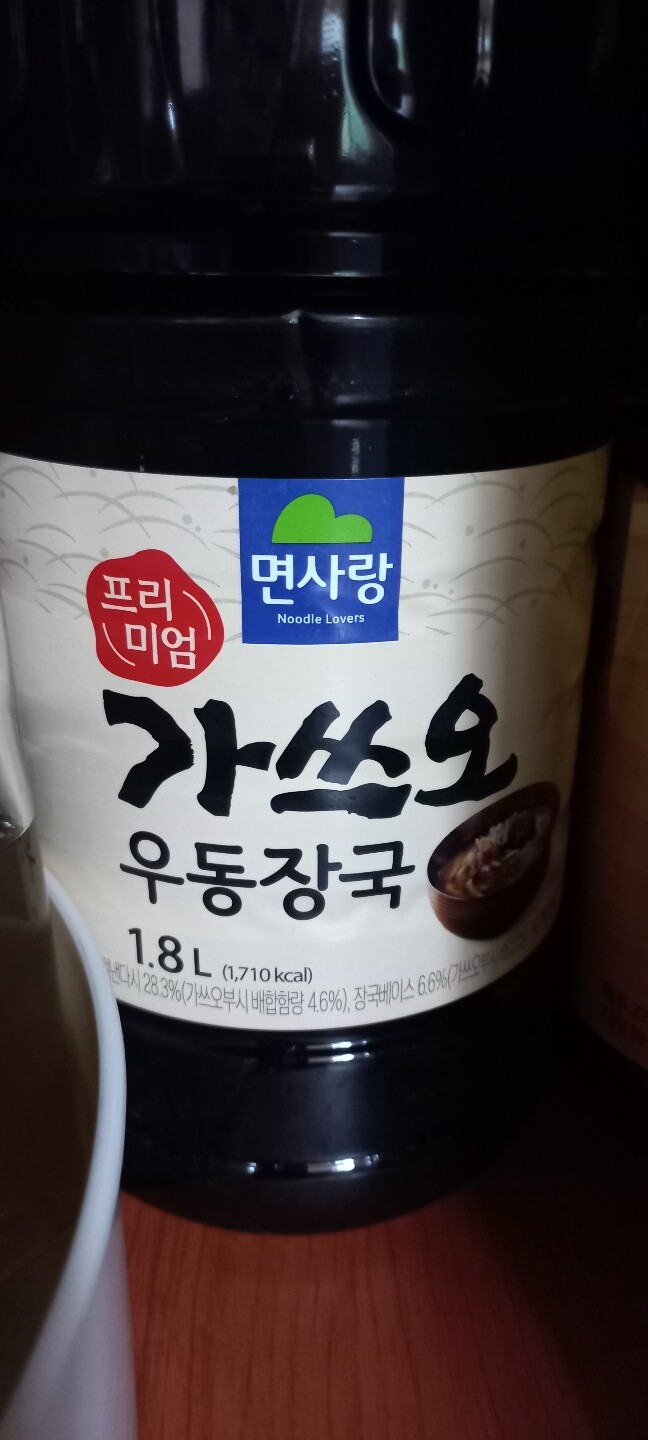 면사랑
Noodle Lovers
프리
미엄
가쓰오
우동장국
1.8 L (1,710 kcal)
28.3%(가쓰오부시 배합함량 4.6%), 장국베이스 6.6%(가쓰오부시